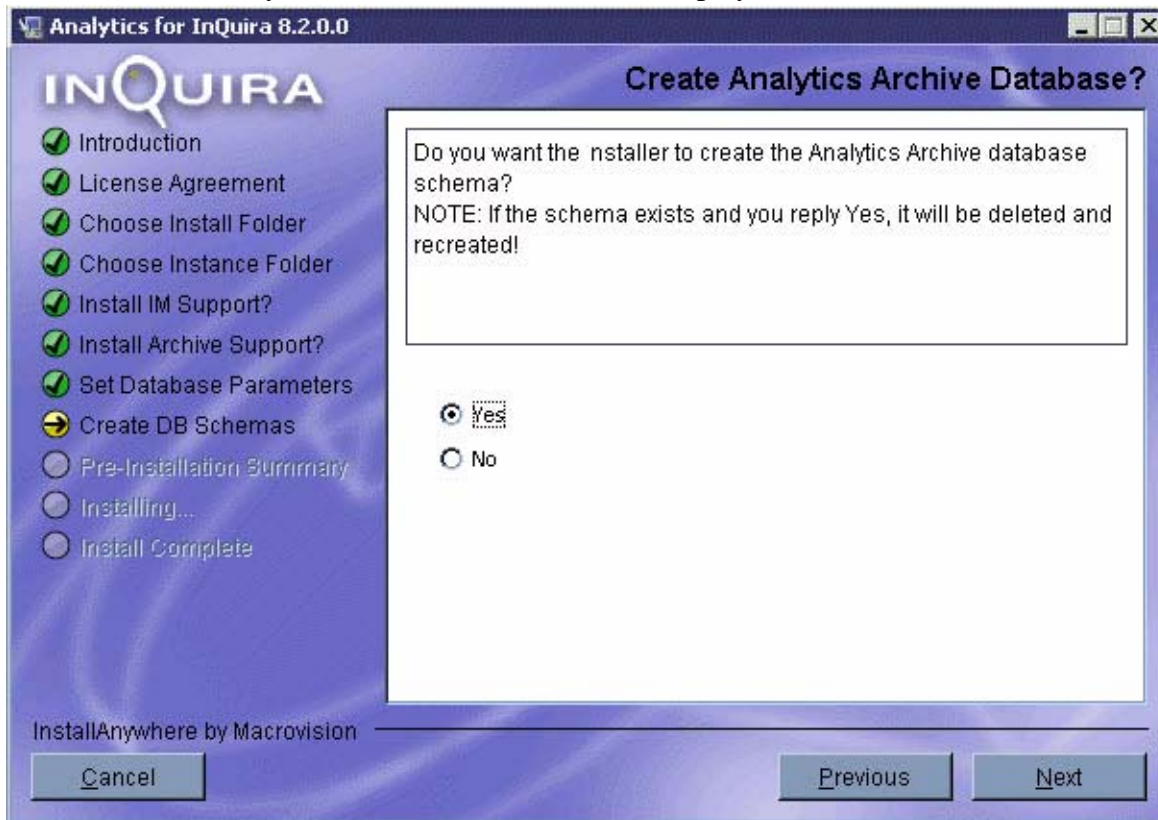 Analytics for InQuira 8.2.0.0
INQUIRA
Create Analytics Archive Database?
Introduction
License Agreement
Choose Install Folder
Choose Instance Folder
Install IM Support?
Install Archive Support?
Set Database Parameters
Create DB Schemas
Pre-Installation Summary
Installing...
Install Complete
Do you want the nstaller to create the Analytics Archive database
schema?
NOTE: If the schema exists and you reply Yes, it will be deleted and
recreated!
Yes
No
InstallAnywhere by Macrovision
Cancel
Previous
Next